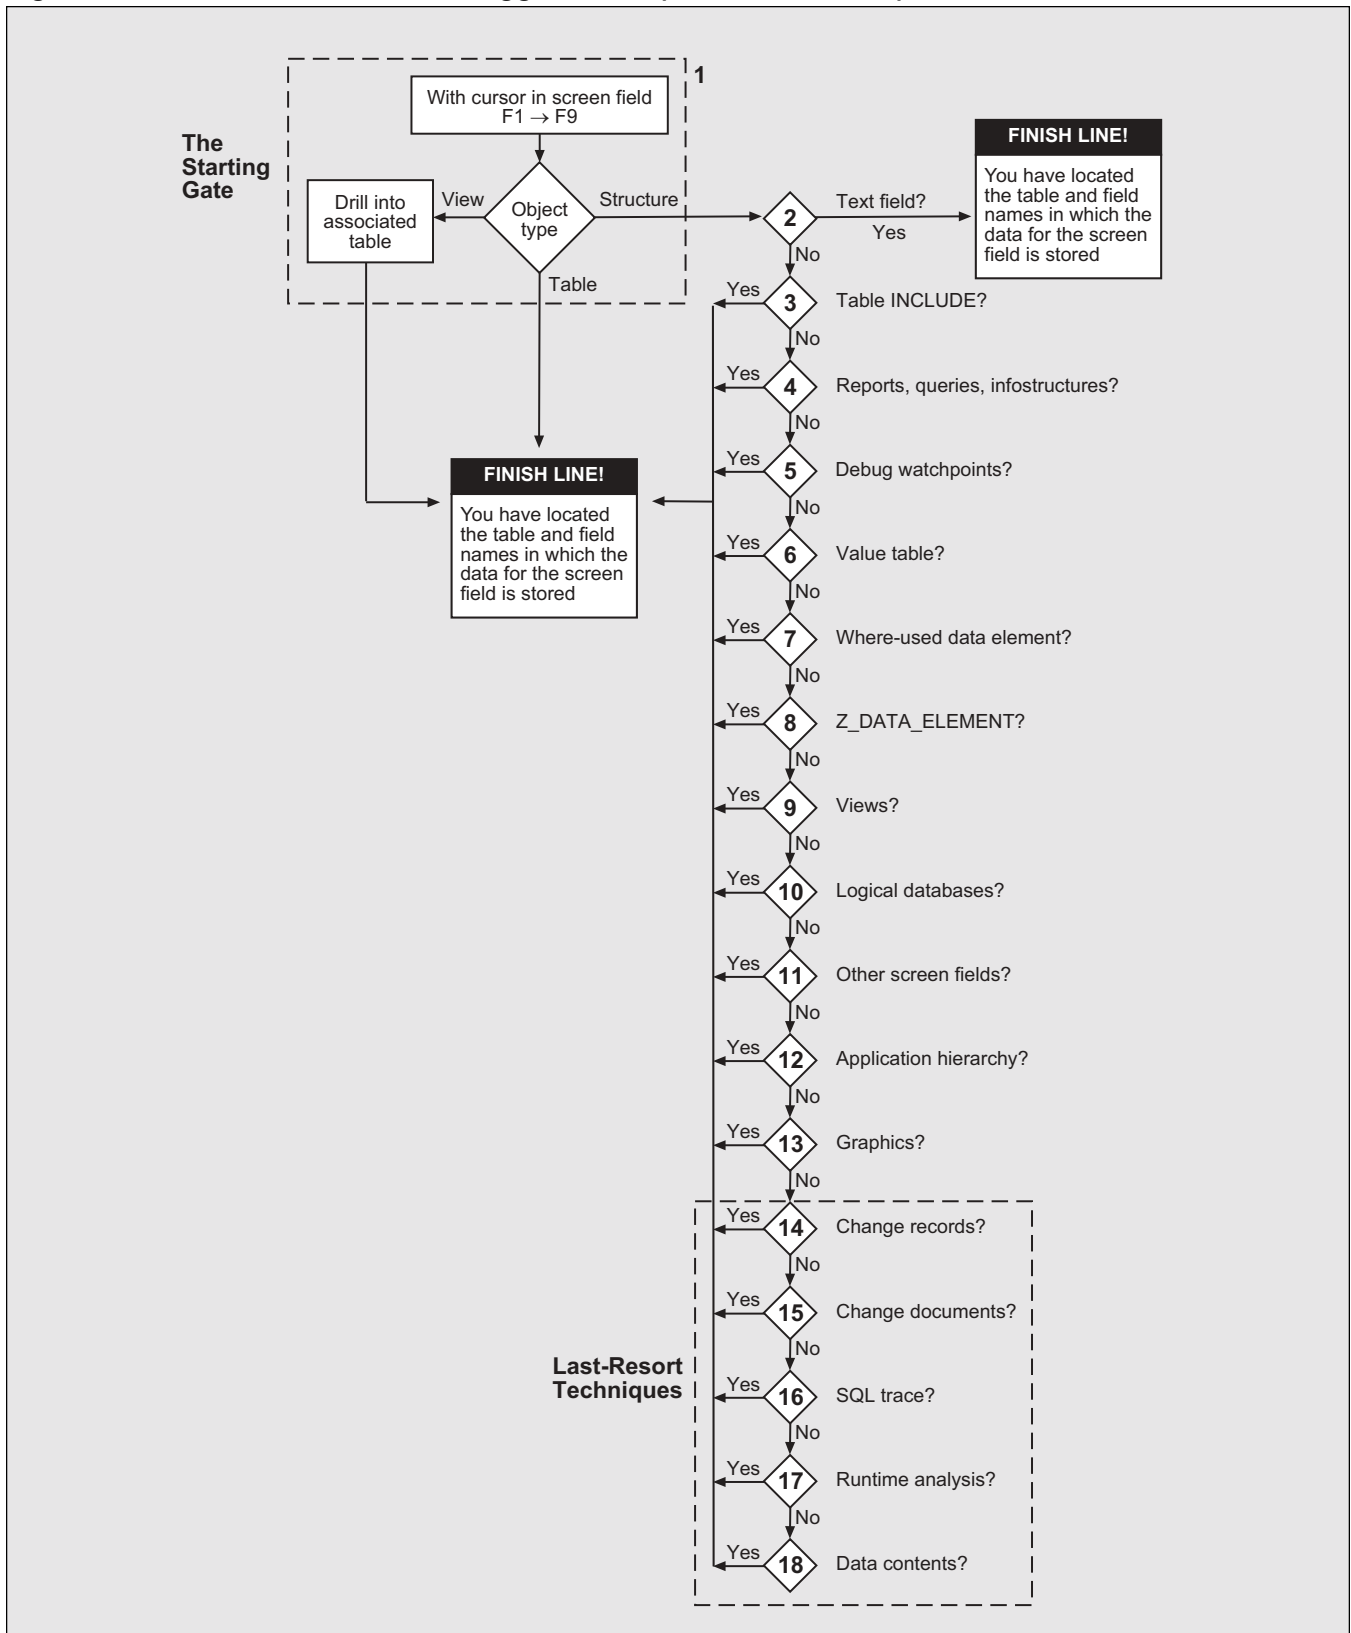 1
With cursor in screen field
F1 → F9
The
Starting
Gate
Drill into
associated
table
View
Object
type
Structure
Table
2
Text field?
Yes
No
FINISH LINE!
You have located
the table and field
names in which the
data for the screen
field is stored
Yes
3
Table INCLUDE?
No
Yes
4
Reports, queries, infostructures?
No
FINISH LINE!
You have located
the table and field
names in which the
data for the screen
field is stored
Yes
5
Debug watchpoints?
No
Yes
6
Value table?
No
Yes
7
Where-used data element?
No
Yes
8
Z_DATA_ELEMENT?
No
Yes
9
Views?
No
Yes
10
Logical databases?
No
Yes
11
Other screen fields?
No
Yes
12
Application hierarchy?
No
Yes
13
Graphics?
No
Last-Resort
Techniques
Yes
14
Change records?
No
Yes
15
Change documents?
No
Yes
16
SQL trace?
No
Yes
17
Runtime analysis?
No
Yes
18
Data contents?